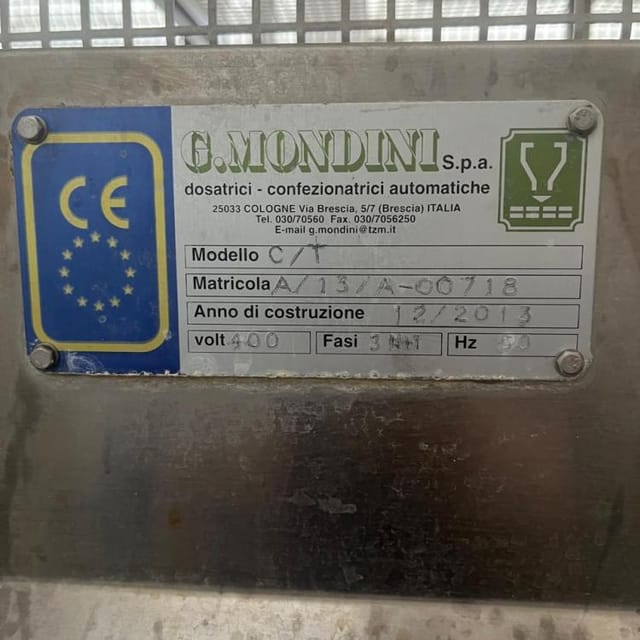 CE
G.MONDINI S.p.a.
dosatrici - confezionatrici automatiche
25033 COLOGNE Via Brescia, 5/7 (Brescia) ITALIA
Tel. 030/70560 Fax. 030/7056250
E-mail g.mondini@tzm.it
Modello C/T
Matricola A/13/A-00718
Anno di costruzione 12/2013
volt 400 Fasi 3N+T Hz 50